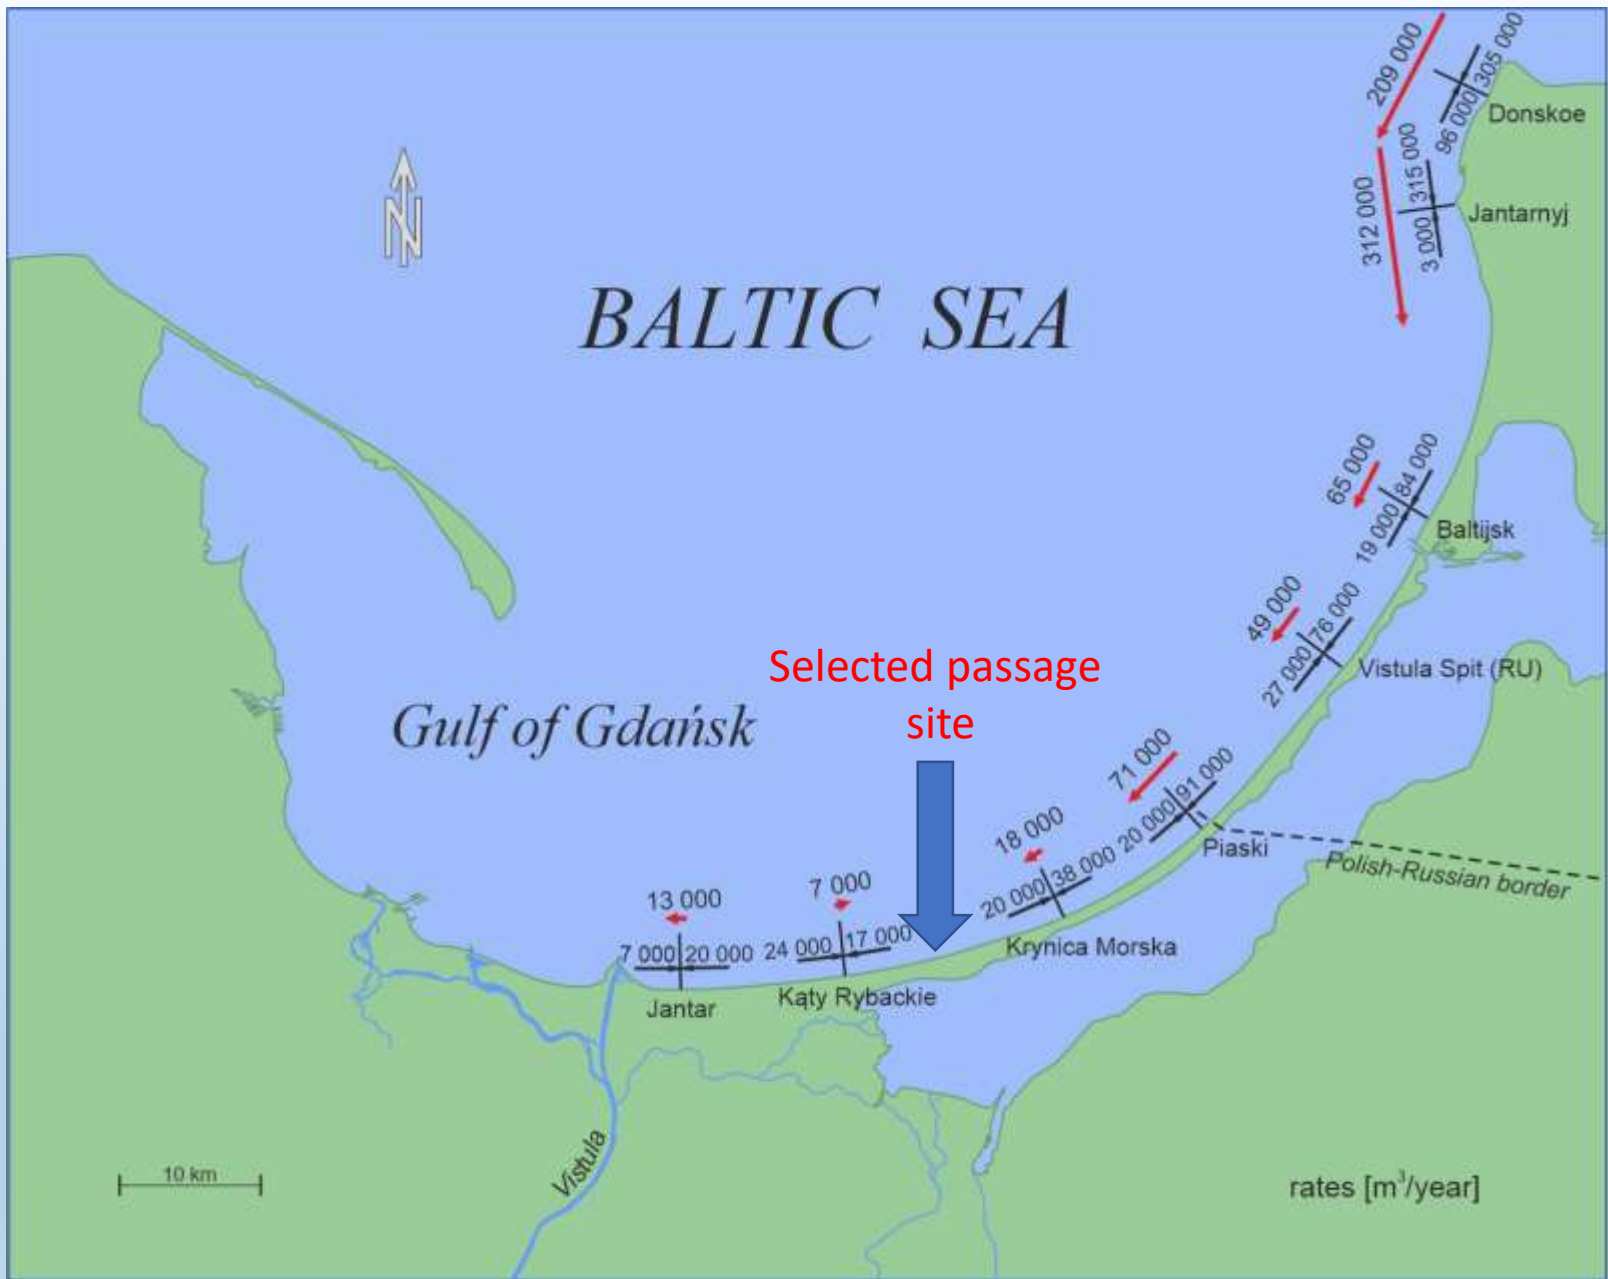 209 000
305 000
96 000
Donskoe
312 000
315 000
3 000
Jantarnyj
N
BALTIC SEA
65 000
84 000
19 000
Baltijsk
49 000
76 000
27 000
Vistula Spit (RU)
Selected passage
site
Gulf of Gdańsk
71 000
91 000
20 000
Piaski
Polish-Russian border
18 000
38 000
20 000
Krynica Morska
7 000
24 000
17 000
Kąty Rybackie
13 000
7 000
20 000
Jantar
Vistula
10 km
rates [m³/year]